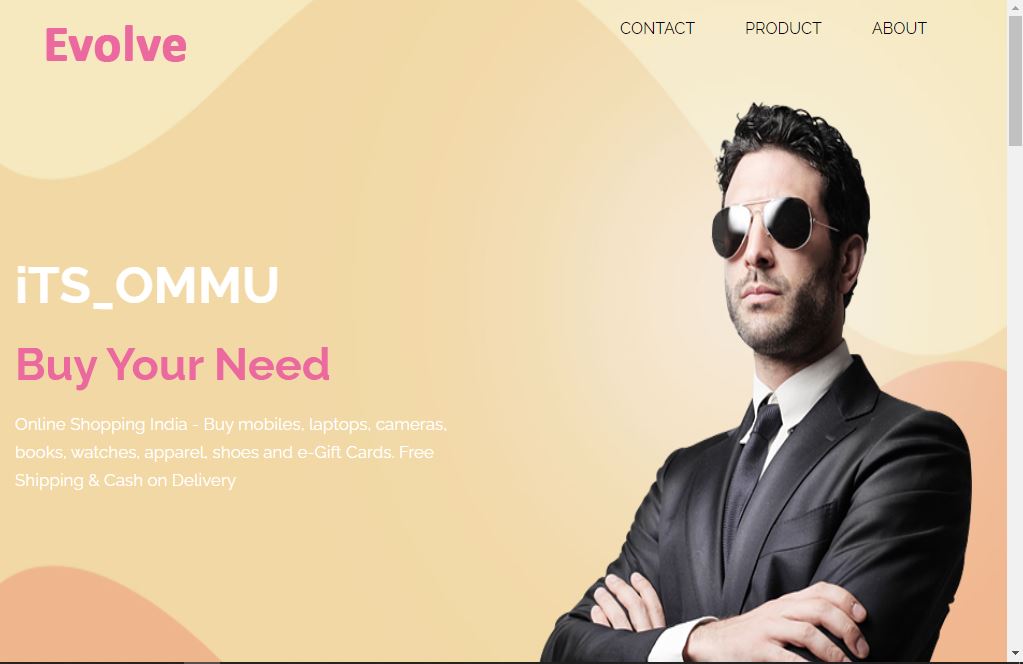 Evolve
CONTACT PRODUCT ABOUT
iTS_OMMU
Buy Your Need
Online Shopping India - Buy mobiles, laptops, cameras,
books, watches, apparel, shoes and e-Gift Cards. Free
Shipping & Cash on Delivery